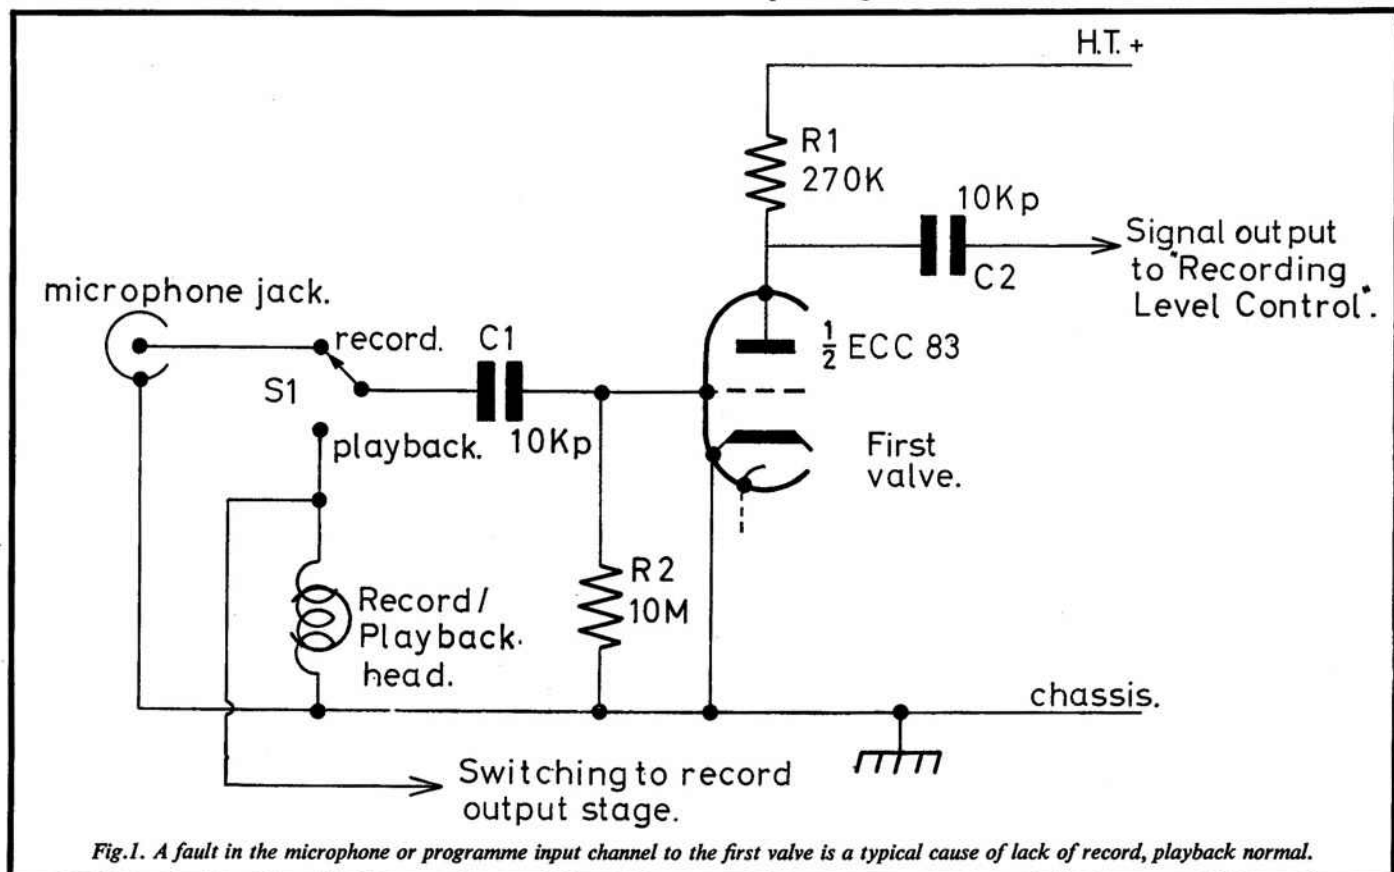 H.T. +
R1
270K
10Kp
C2
Signal output
to "Recording
Level Control".
microphone jack.
record.
C1
S1
10Kp
playback.
½ ECC 83
First
valve.
R2
10M
Record/
Playback.
head.
chassis.
Switching to record
output stage.
Fig.1. A fault in the microphone or programme input channel to the first valve is a typical cause of lack of record, playback normal.